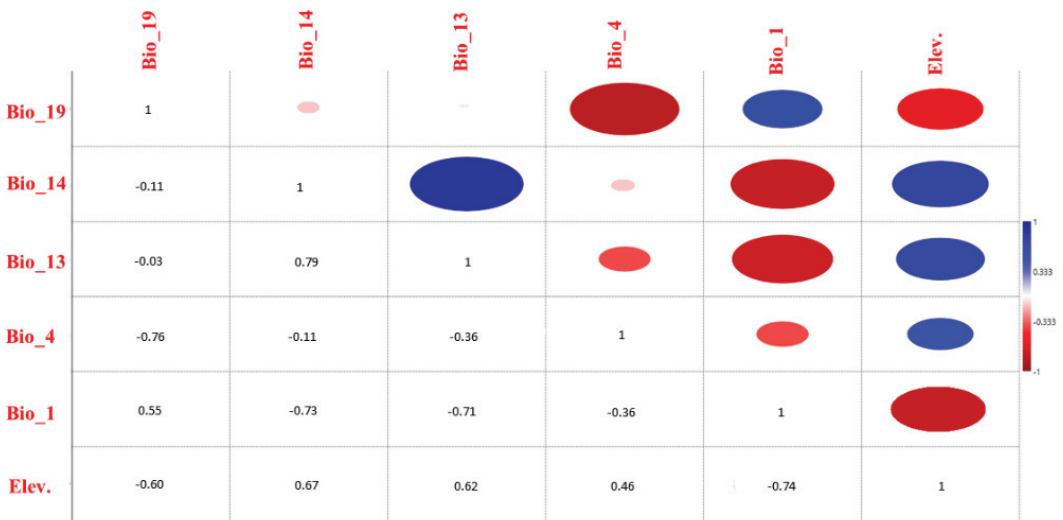 Bio_19 Bio_14 Bio_13 Bio_4 Bio_1 Elev.
Bio_19 1
Bio_14 -0.11 1
Bio_13 -0.03 0.79 1
Bio_4 -0.76 -0.11 -0.36 1
Bio_1 0.55 -0.73 -0.71 -0.36 1
Elev. -0.60 0.67 0.62 0.46 -0.74 1
1
0.333
-0.333
-1